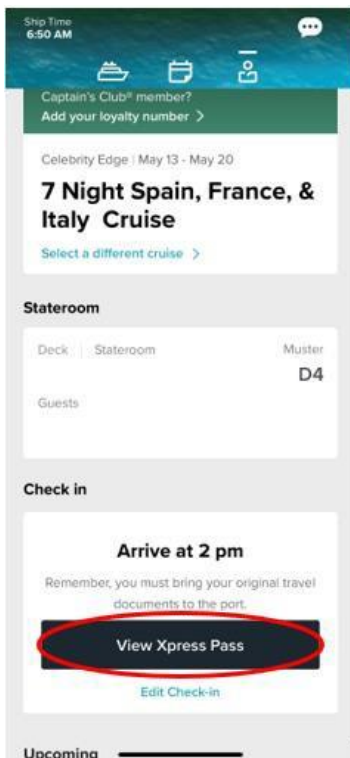 Ship Time
6:50 AM
Captain's Club® member?
Add your loyalty number >
Celebrity Edge | May 13 - May 20
7 Night Spain, France, &
Italy Cruise
Select a different cruise >
Stateroom
Deck | Stateroom Muster
D4
Guests
Check in
Arrive at 2 pm
Remember, you must bring your original travel
documents to the port.
View Xpress Pass
Edit Check-in
Upcoming